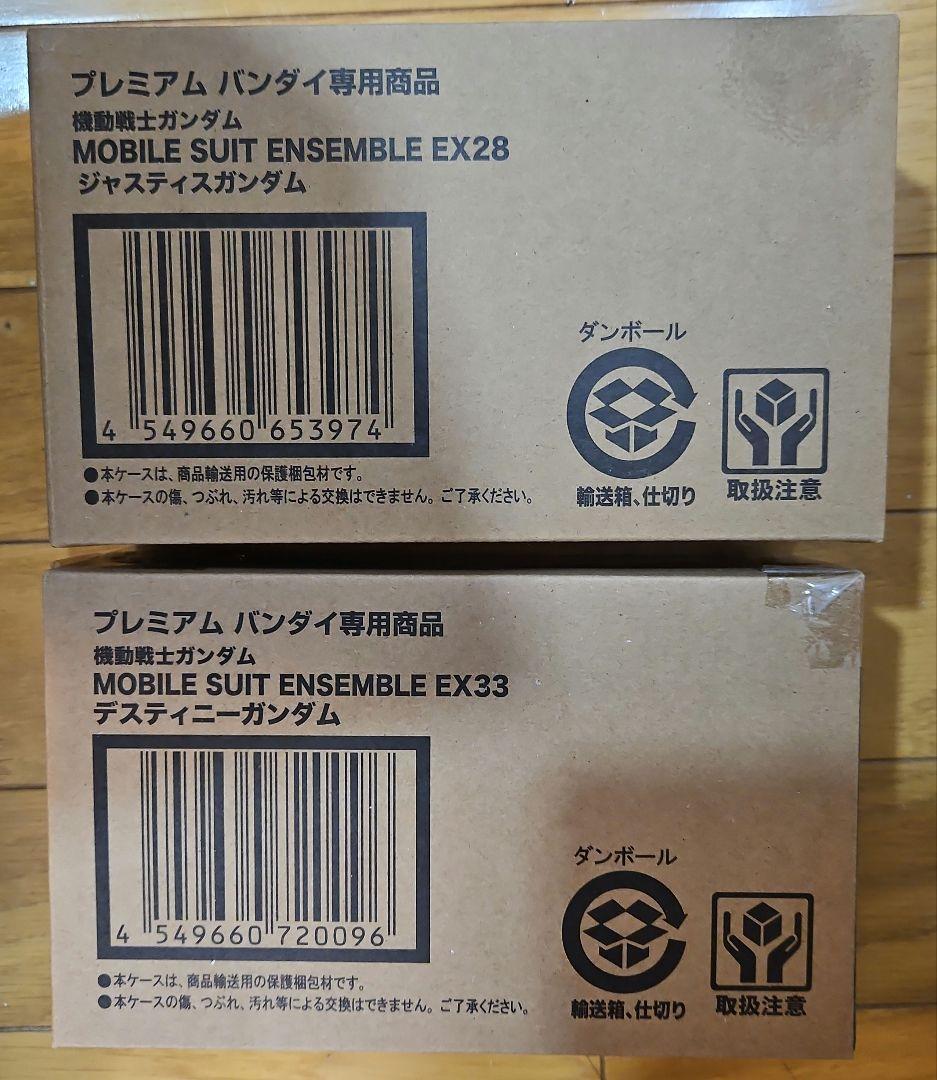 プレミアム バンダイ専用商品
機動戦士ガンダム
MOBILE SUIT ENSEMBLE EX28
ジャスティスガンダム
4 549660 653974
●本ケースは、商品輸送用の保護梱包材です。
●本ケースの傷、つぶれ、汚れ等による交換はできません。ご了承ください。
ダンボール
輸送箱、仕切り
取扱注意
プレミアム バンダイ専用商品
機動戦士ガンダム
MOBILE SUIT ENSEMBLE EX33
デスティニーガンダム
4 549660 720096
●本ケースは、商品輸送用の保護梱包材です。
●本ケースの傷、つぶれ、汚れ等による交換はできません。ご了承ください。
ダンボール
輸送箱、仕切り
取扱注意